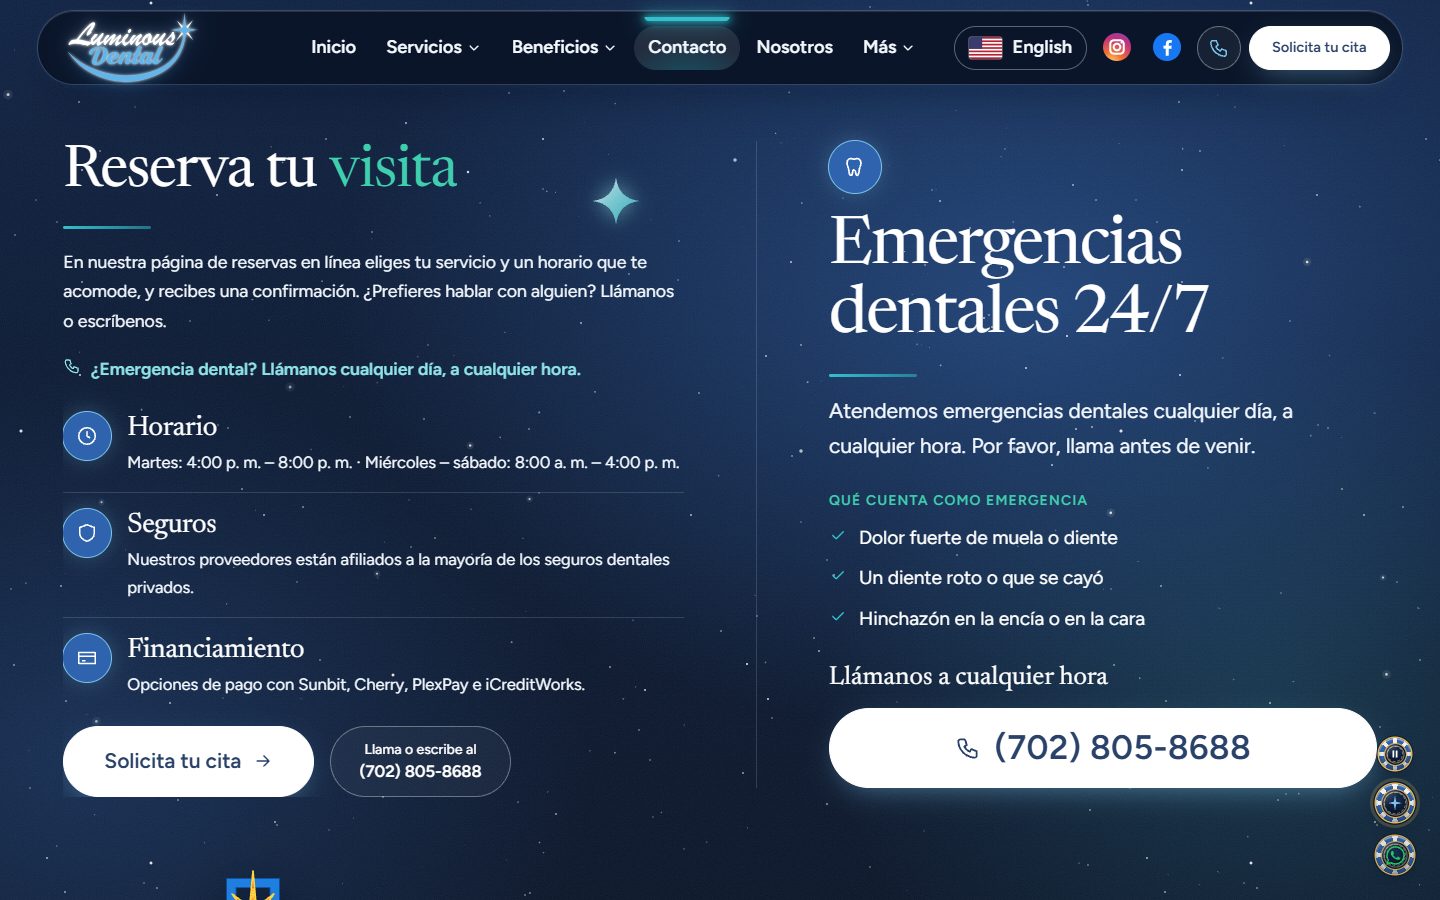 Luminous
Dental
Inicio
Servicios
Beneficios
Contacto
Nosotros
Más
English
Solicita tu cita
Reserva tu visita
En nuestra página de reservas en línea eliges tu servicio y un horario que te
acomode, y recibes una confirmación. ¿Prefieres hablar con alguien? Llámanos
o escríbenos.
¿Emergencia dental? Llámanos cualquier día, a cualquier hora.
Horario
Martes: 4:00 p. m. – 8:00 p. m. · Miércoles – sábado: 8:00 a. m. – 4:00 p. m.
Seguros
Nuestros proveedores están afiliados a la mayoría de los seguros dentales
privados.
Financiamiento
Opciones de pago con Sunbit, Cherry, PlexPay e iCreditWorks.
Solicita tu cita
Llama o escribe al
(702) 805-8688
Emergencias
dentales 24/7
Atendemos emergencias dentales cualquier día, a
cualquier hora. Por favor, llama antes de venir.
QUÉ CUENTA COMO EMERGENCIA
Dolor fuerte de muela o diente
Un diente roto o que se cayó
Hinchazón en la encía o en la cara
Llámanos a cualquier hora
(702) 805-8688